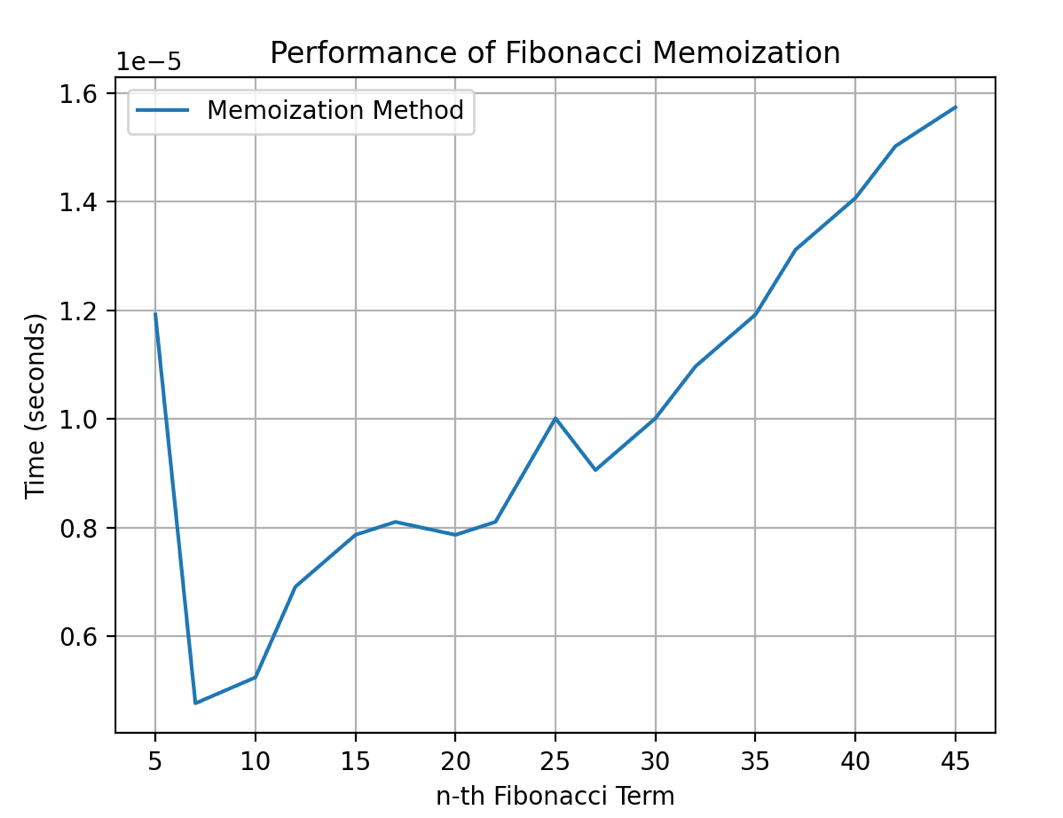 Performance of Fibonacci Memoization
1e−5
Memoization Method
1.6
1.4
1.2
1.0
0.8
0.6
Time (seconds)
5 10 15 20 25 30 35 40 45
n-th Fibonacci Term